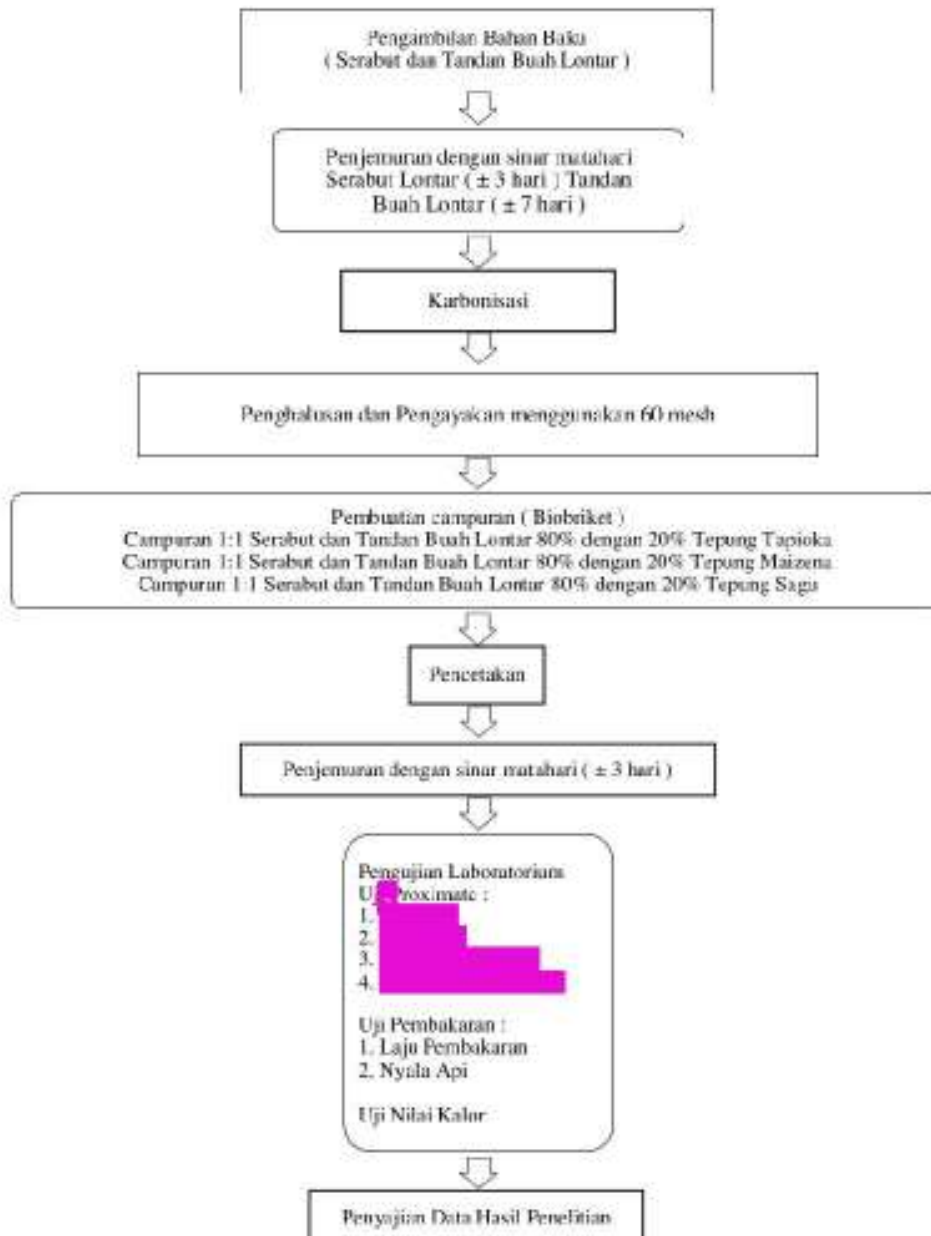 Pengambilan Bahan Baku
( Serabut dan Tandan Buah Lontar )
Penjemuran dengan sinar matahari
Serabut Lontar ( ± 3 hari ) Tandan
Buah Lontar ( ± 7 hari )
Karbonisasi
Penghalusan dan Pengayakan menggunakan 60 mesh
Pembuatan campuran ( Biobriket )
Campuran 1:1 Serabut dan Tandan Buah Lontar 80% dengan 20% Tepung Tapioka
Campuran 1:1 Serabut dan Tandan Buah Lontar 80% dengan 20% Tepung Maizena
Campuran 1:1 Serabut dan Tandan Buah Lontar 80% dengan 20% Tepung Sagu
Pencetakan
Penjemuran dengan sinar matahari ( ± 3 hari )
Pengujian Laboratorium
Proximate :
1.
2.
3.
4.
Uji Pembakaran :
1. Laju Pembakaran
2. Nyala Api
Uji Nilai Kalor
Penyajian Data Hasil Penelitian